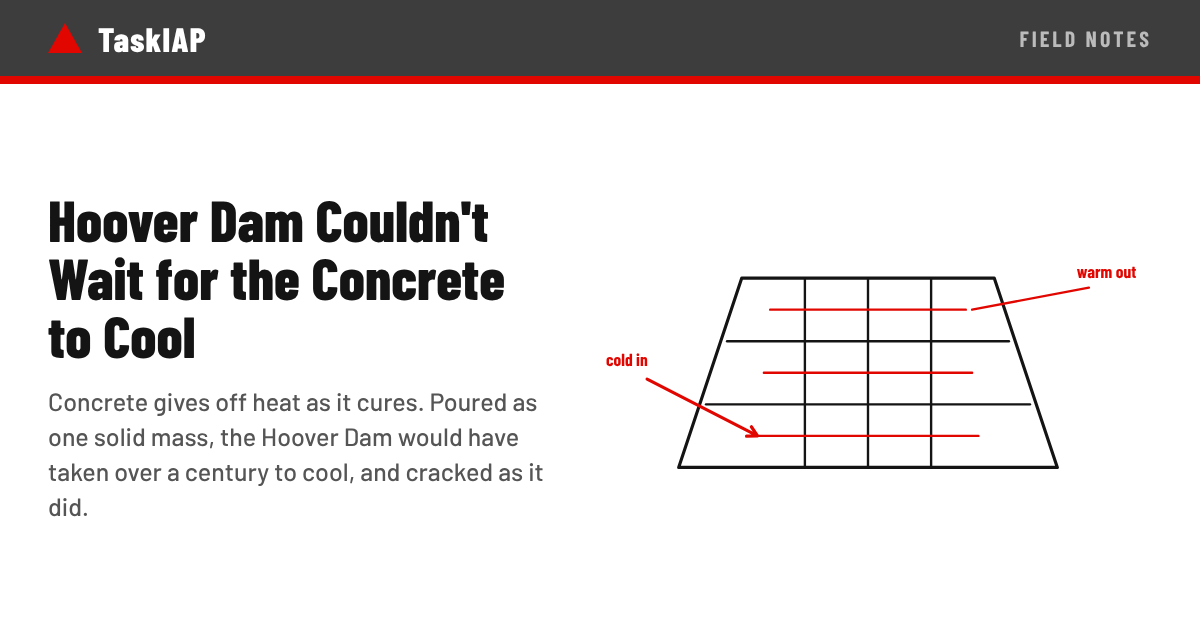 TaskIAP
FIELD NOTES
Hoover Dam Couldn't
Wait for the Concrete
to Cool
Concrete gives off heat as it cures. Poured as
one solid mass, the Hoover Dam would have
taken over a century to cool, and cracked as it
did.
warm out
cold in